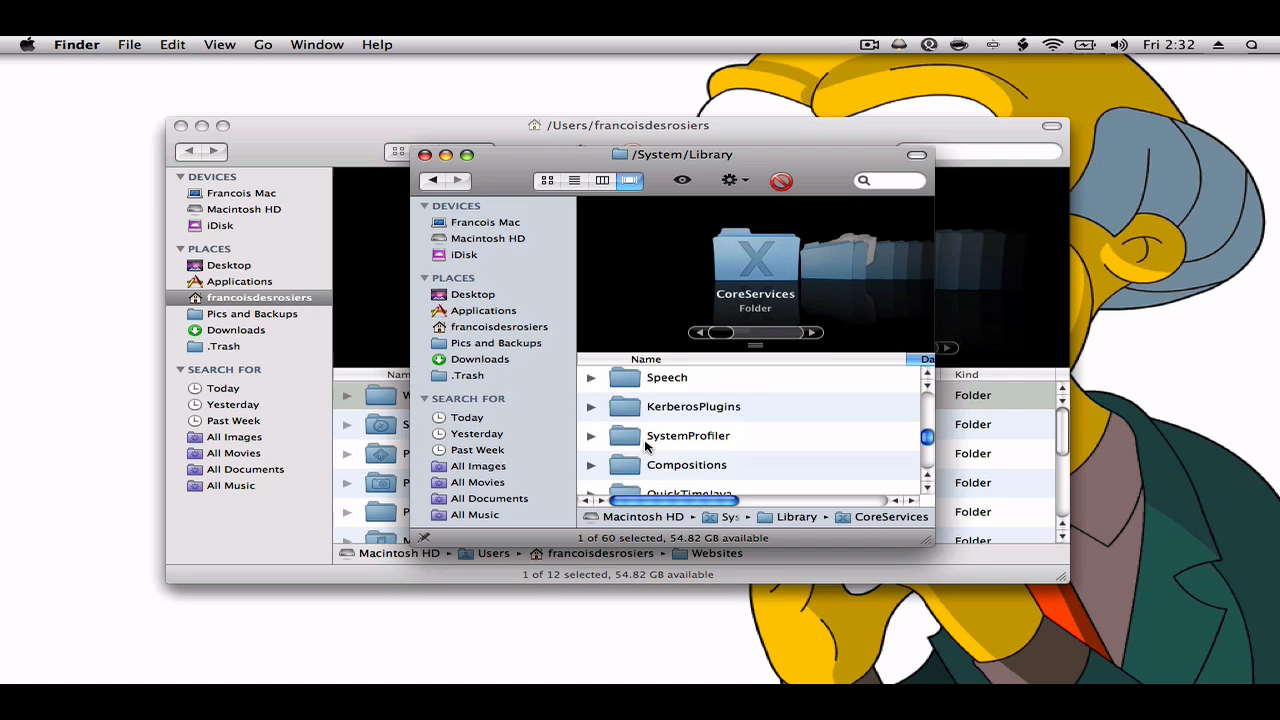 Finder File Edit View Go Window Help Fri 2:32
/Users/francoisdesrosiers
DEVICES
Francois Mac
Macintosh HD
iDisk
PLACES
Desktop
Applications
francoisdesrosiers
Pics and Backups
Downloads
.Trash
SEARCH FOR
Today
Yesterday
Past Week
All Images
All Movies
All Documents
All Music
Kind
Folder
Folder
Folder
Folder
Folder
Folder
Macintosh HD Users francoisdesrosiers Websites
1 of 12 selected, 54.82 GB available
/System/Library
DEVICES
Francois Mac
Macintosh HD
iDisk
PLACES
Desktop
Applications
francoisdesrosiers
Pics and Backups
Downloads
.Trash
SEARCH FOR
Today
Yesterday
Past Week
All Images
All Movies
All Documents
All Music
CoreServices
Folder
Name
Speech
KerberosPlugins
SystemProfiler
Compositions
QuickTimeJava
Macintosh HD Sys Library CoreServices
1 of 60 selected, 54.82 GB available